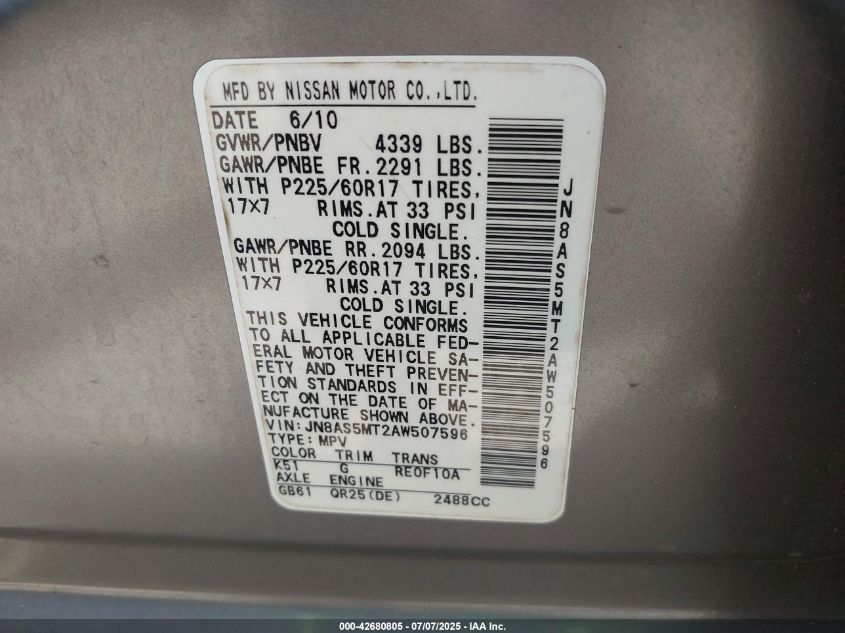 MFD BY NISSAN MOTOR CO.,LTD.
DATE 6/10
GVWR/PNBV 4339 LBS.
GAWR/PNBE FR.2291 LBS.
WITH P225/60R17 TIRES,
17X7 RIMS.AT 33 PSI
COLD SINGLE.
GAWR/PNBE RR.2094 LBS.
WITH P225/60R17 TIRES,
17X7 RIMS.AT 33 PSI
COLD SINGLE.
THIS VEHICLE CONFORMS
TO ALL APPLICABLE FED-
ERAL MOTOR VEHICLE SA-
FETY AND THEFT PREVEN-
TION STANDARDS IN EFF-
ECT ON THE DATE OF MA-
NUFACTURE SHOWN ABOVE.
VIN:JN8AS5MT2AW507596
TYPE:MPV
COLOR TRIM TRANS
K51 G RE0F10A
AXLE ENGINE
GB61 QR25(DE) 2488CC
JN8AS5MT2AW507596
000-42680805 - 07/07/2025 - IAA Inc.